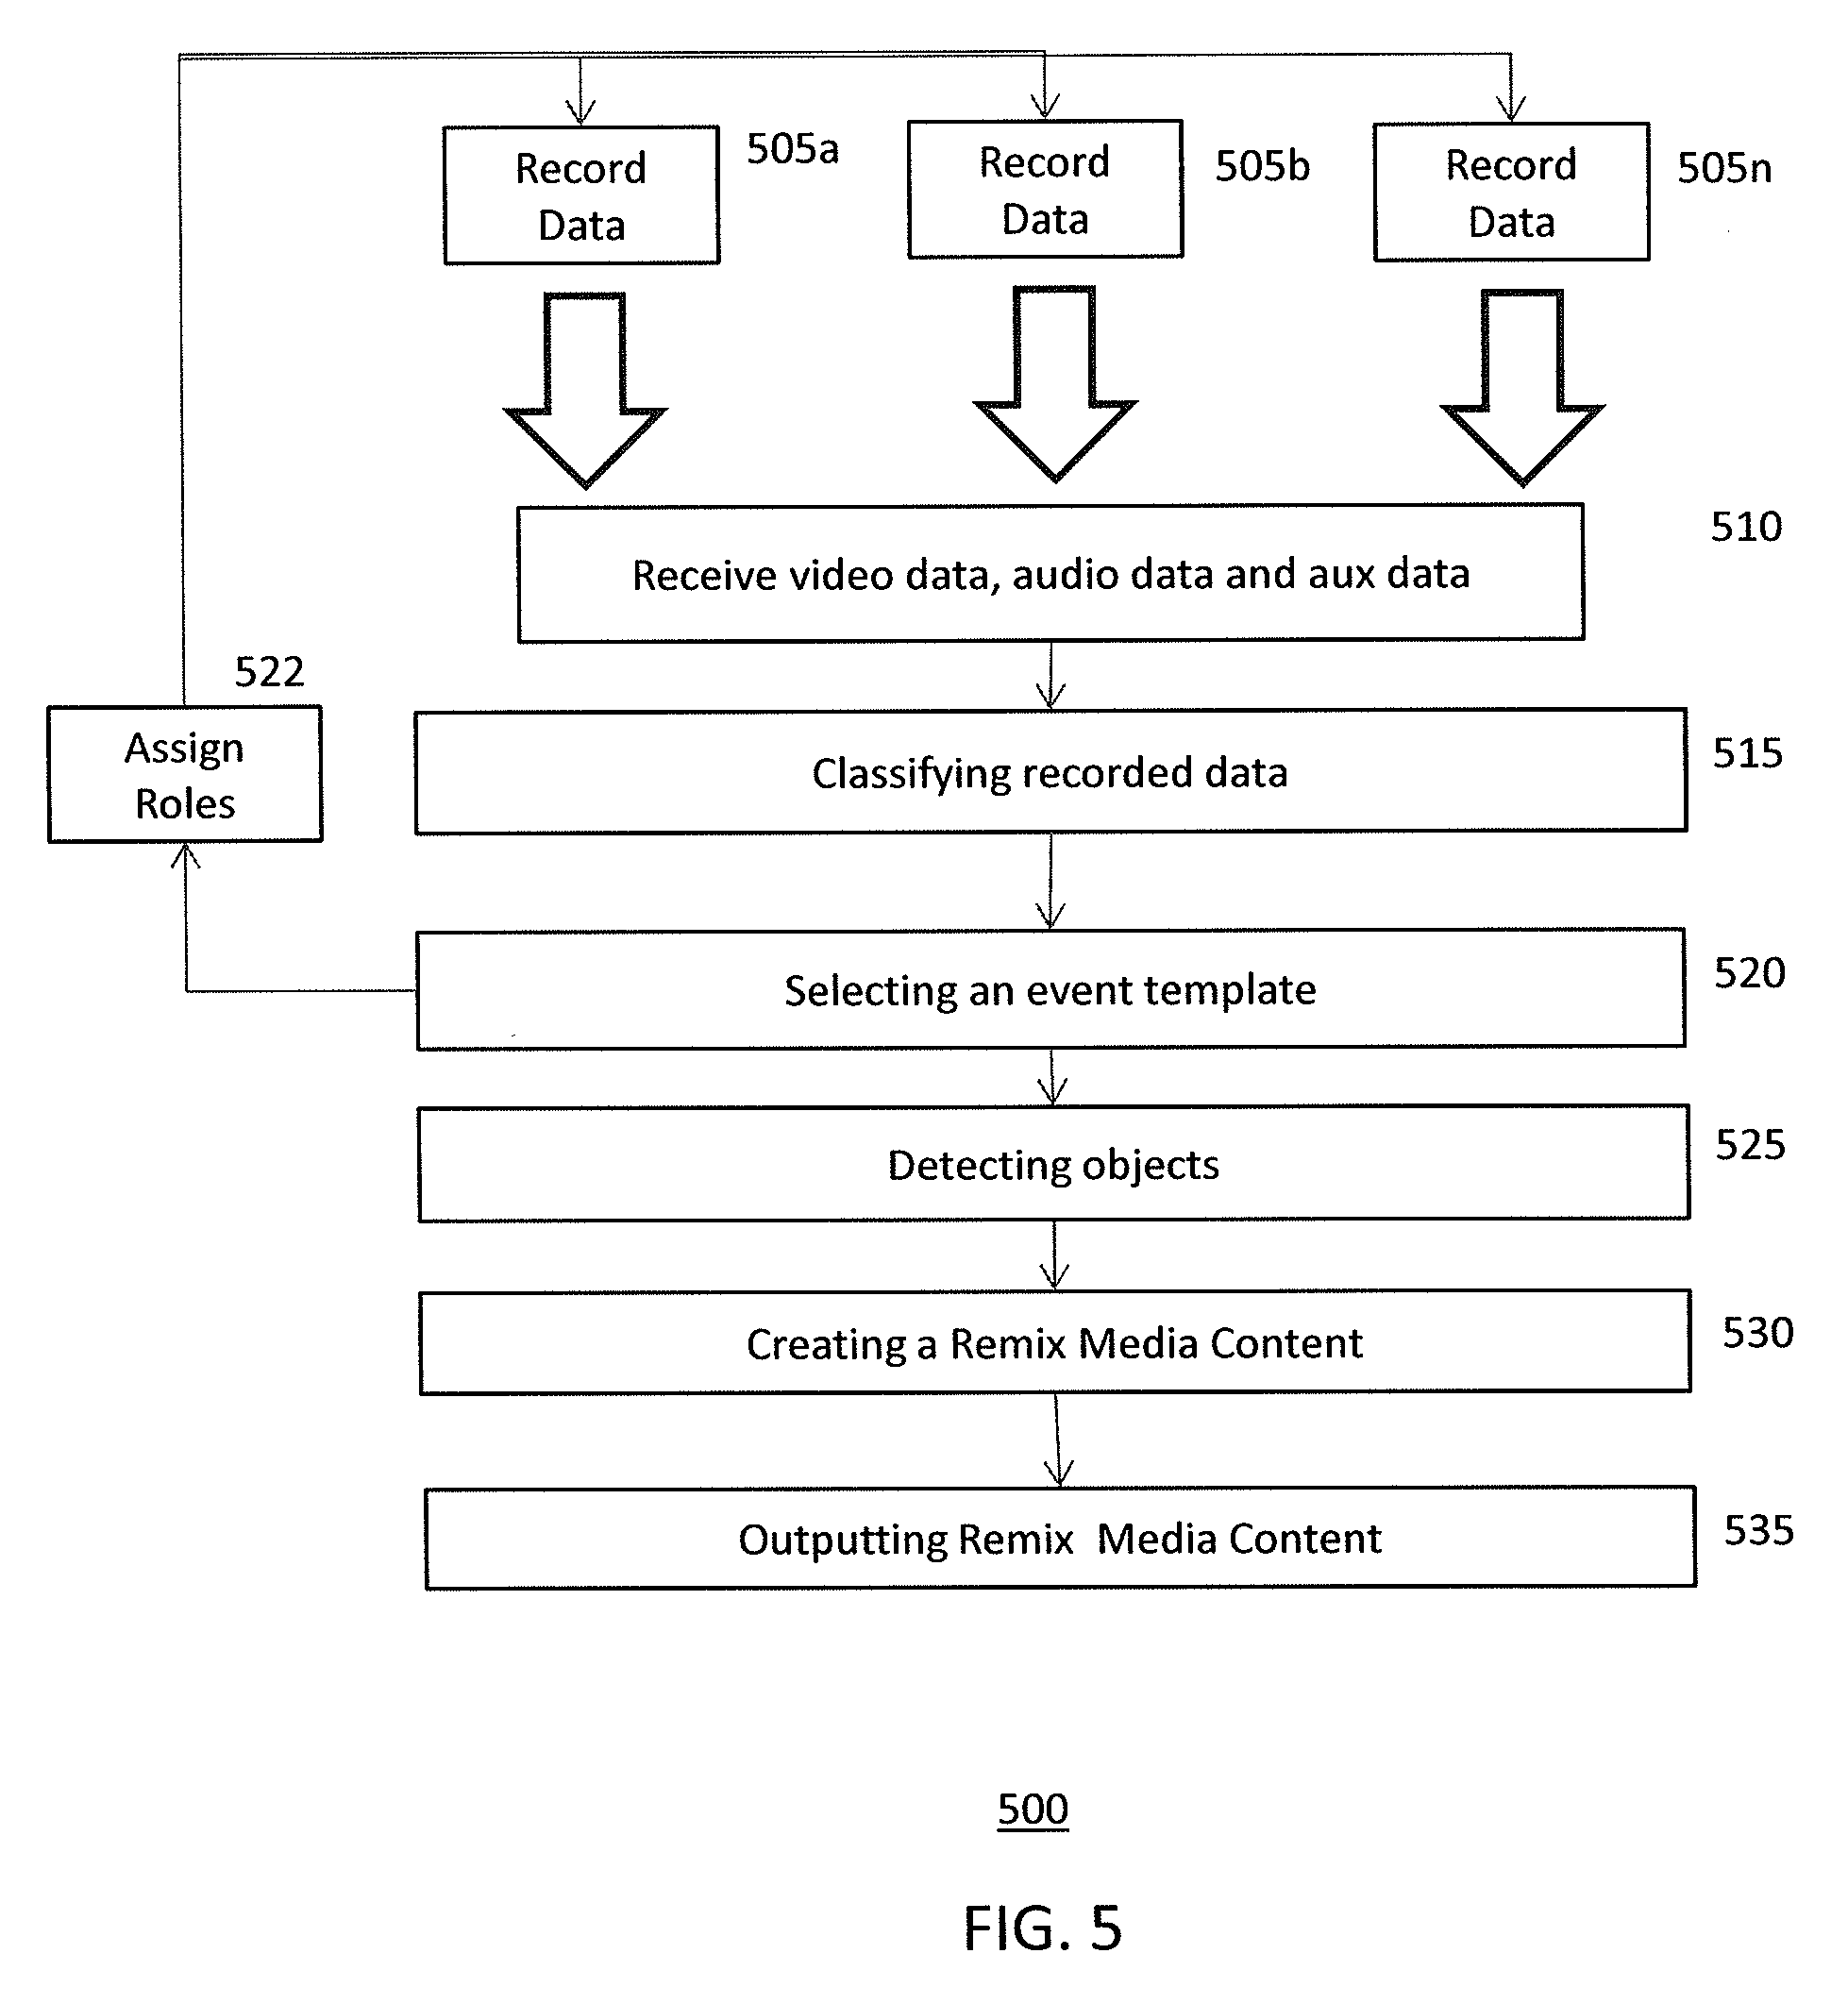 Record
Data
505a
Record
Data
505b
Record
Data
505n
Receive video data, audio data and aux data
510
522
Assign
Roles
Classifying recorded data
515
Selecting an event template
520
Detecting objects
525
Creating a Remix Media Content
530
Outputting Remix Media Content
535
500
FIG. 5